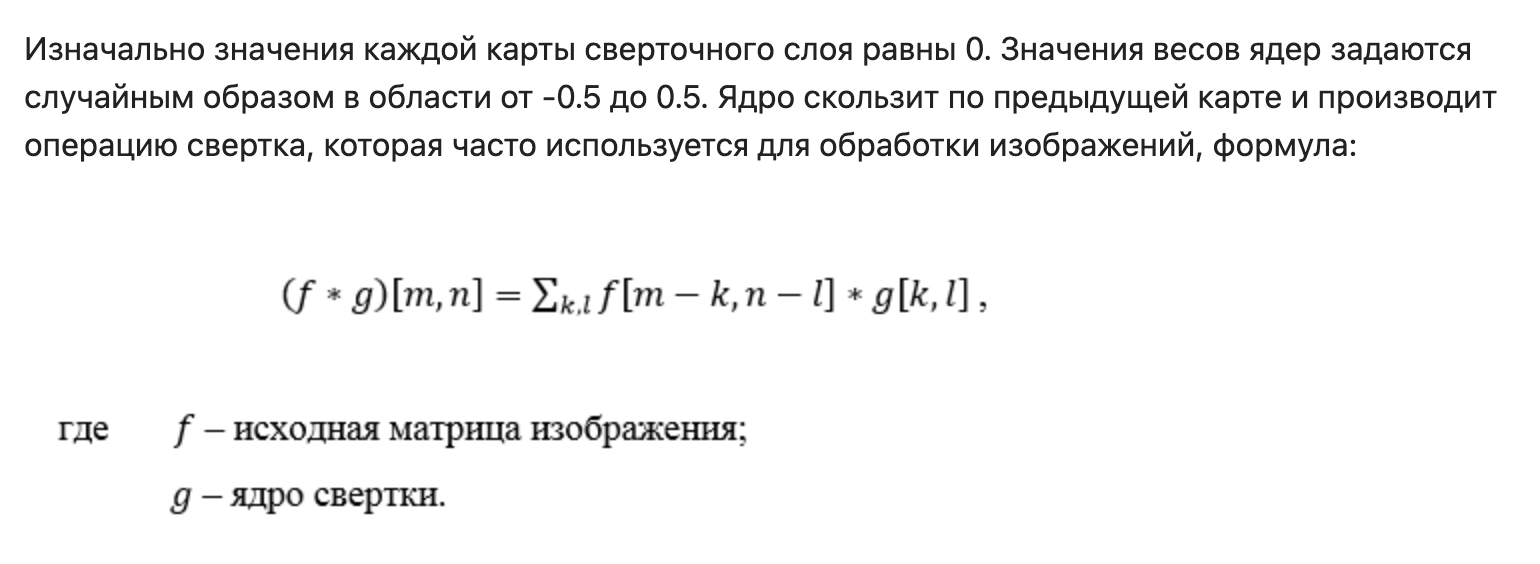 Изначально значения каждой карты сверточного слоя равны 0. Значения весов ядер задаются
случайным образом в области от -0.5 до 0.5. Ядро скользит по предыдущей карте и производит
операцию свертка, которая часто используется для обработки изображений, формула:
(f * g)[m, n] = ∑k,l f[m − k, n − l] * g[k, l] ,
где f – исходная матрица изображения;
g – ядро свертки.